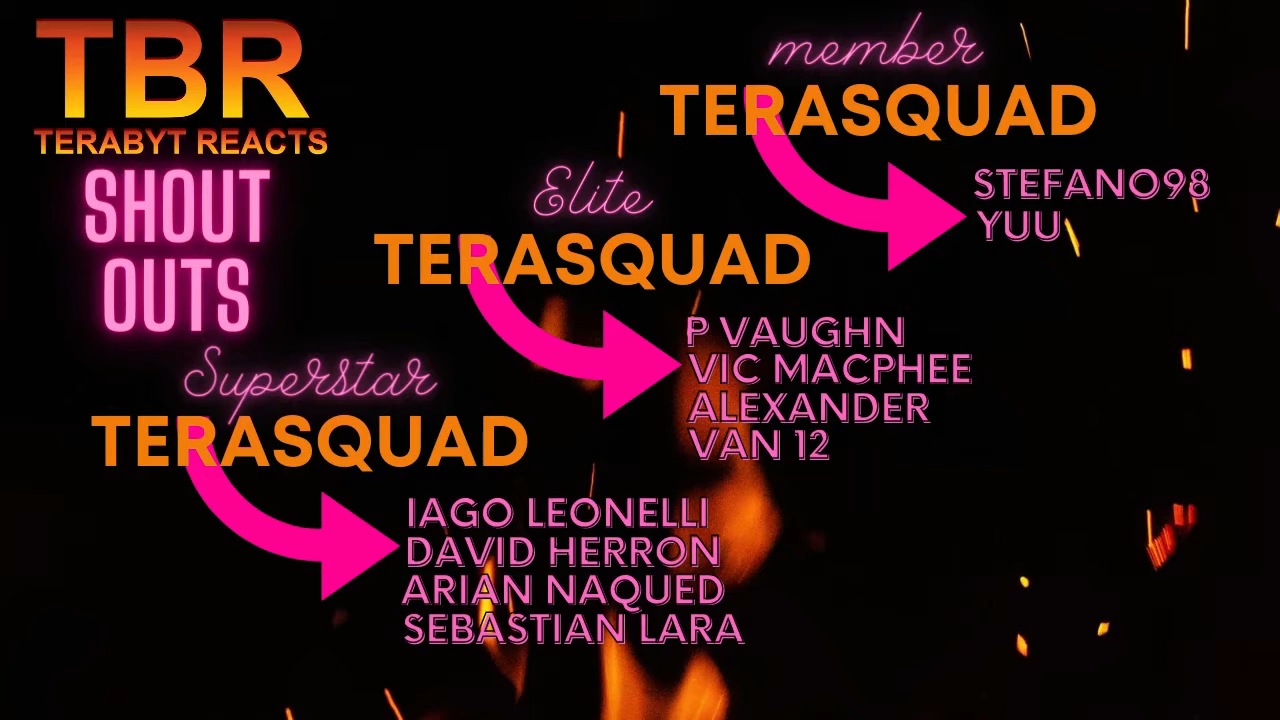 TBR
TERABYT REACTS
SHOUT
OUTS
member
TERASQUAD
STEFANO98
YUU
Elite
TERASQUAD
P VAUGHN
VIC MACPHEE
ALEXANDER
VAN 12
Superstar
TERASQUAD
IAGO LEONELLI
DAVID HERRON
ARIAN NAQUED
SEBASTIAN LARA